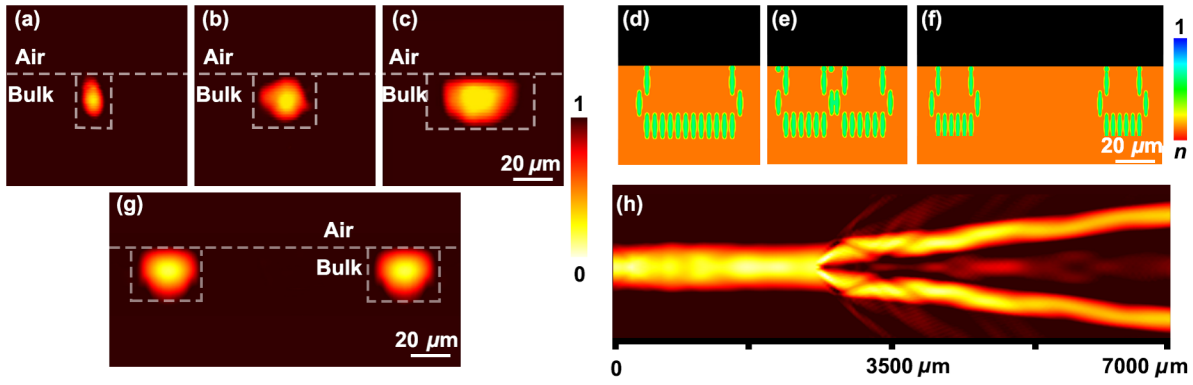 (a)
Air
Bulk
(b)
Air
Bulk
(c)
Air
Bulk
20 μm
1
0
(d)
(e)
(f)
20 μm
1
n
(g)
Air
Bulk
20 μm
(h)
0
3500 μm
7000 μm